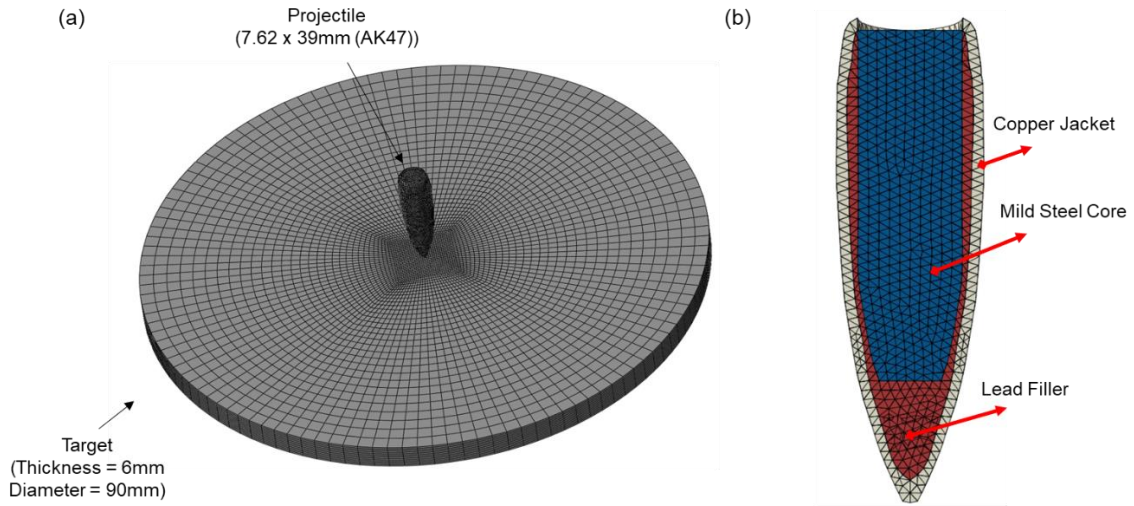 (a)
Projectile
(7.62 x 39mm (AK47))
Target
(Thickness = 6mm
Diameter = 90mm)
(b)
Copper Jacket
Mild Steel Core
Lead Filler